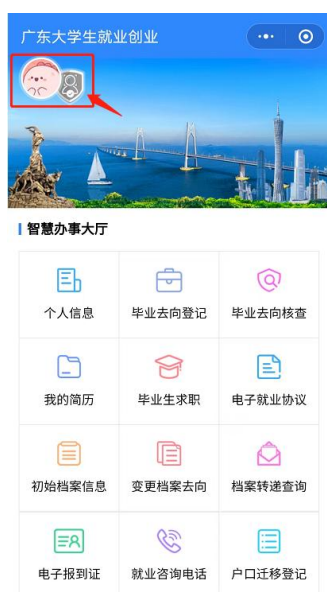 广东大学生就业创业
智慧办事大厅
个人信息
毕业去向登记
毕业去向核查
我的简历
毕业生求职
电子就业协议
初始档案信息
变更档案去向
档案转递查询
电子报到证
就业咨询电话
户口迁移登记